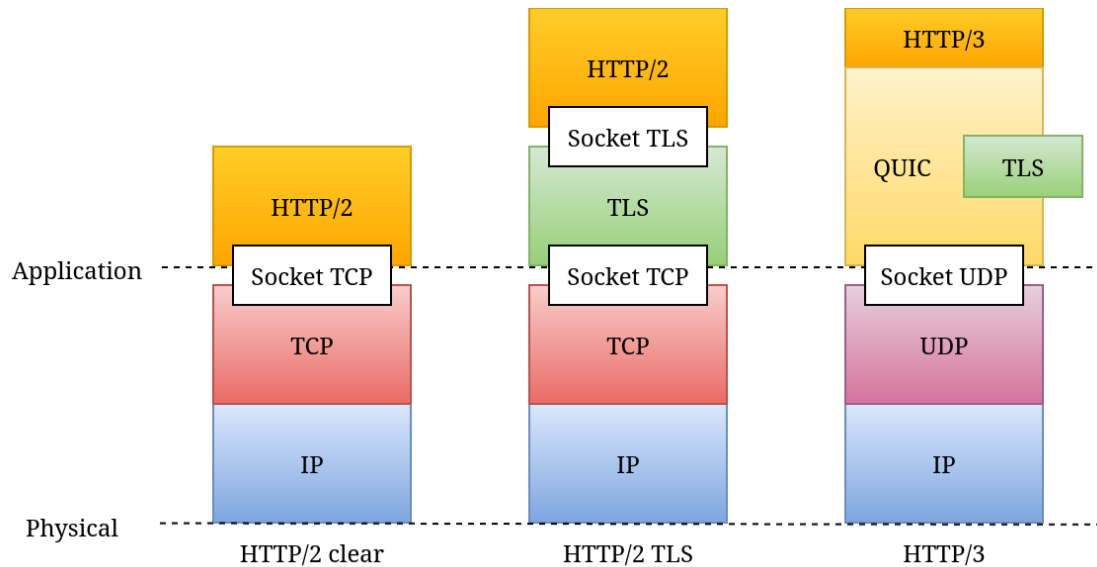 HTTP/2
HTTP/3
HTTP/2
Socket TLS
TLS
QUIC
TLS
Application
Socket TCP
Socket TCP
Socket UDP
TCP
TCP
UDP
IP
IP
IP
Physical
HTTP/2 clear
HTTP/2 TLS
HTTP/3